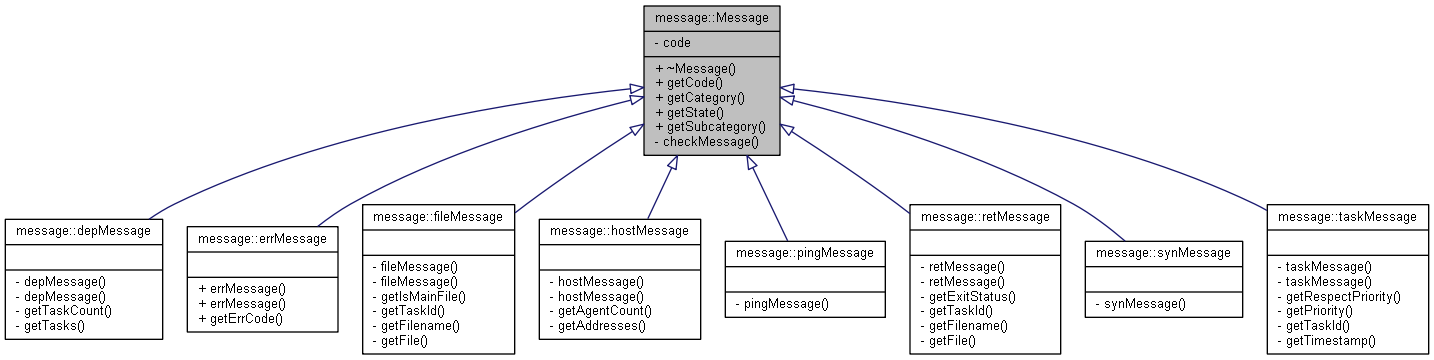 message::Message
- code
+ ~Message()
+ getCode()
+ getCategory()
+ getState()
+ getSubcategory()
- checkMessage()
message::depMessage
- depMessage()
- depMessage()
- getTaskCount()
- getTasks()
message::errMessage
+ errMessage()
+ errMessage()
+ getErrCode()
message::fileMessage
- fileMessage()
- fileMessage()
- getIsMainFile()
- getTaskId()
- getFilename()
- getFile()
message::hostMessage
- hostMessage()
- hostMessage()
- getAgentCount()
- getAddresses()
message::pingMessage
- pingMessage()
message::retMessage
- retMessage()
- retMessage()
- getExitStatus()
- getTaskId()
- getFilename()
- getFile()
message::synMessage
- synMessage()
message::taskMessage
- taskMessage()
- taskMessage()
- getRespectPriority()
- getPriority()
- getTaskId()
- getTimestamp()